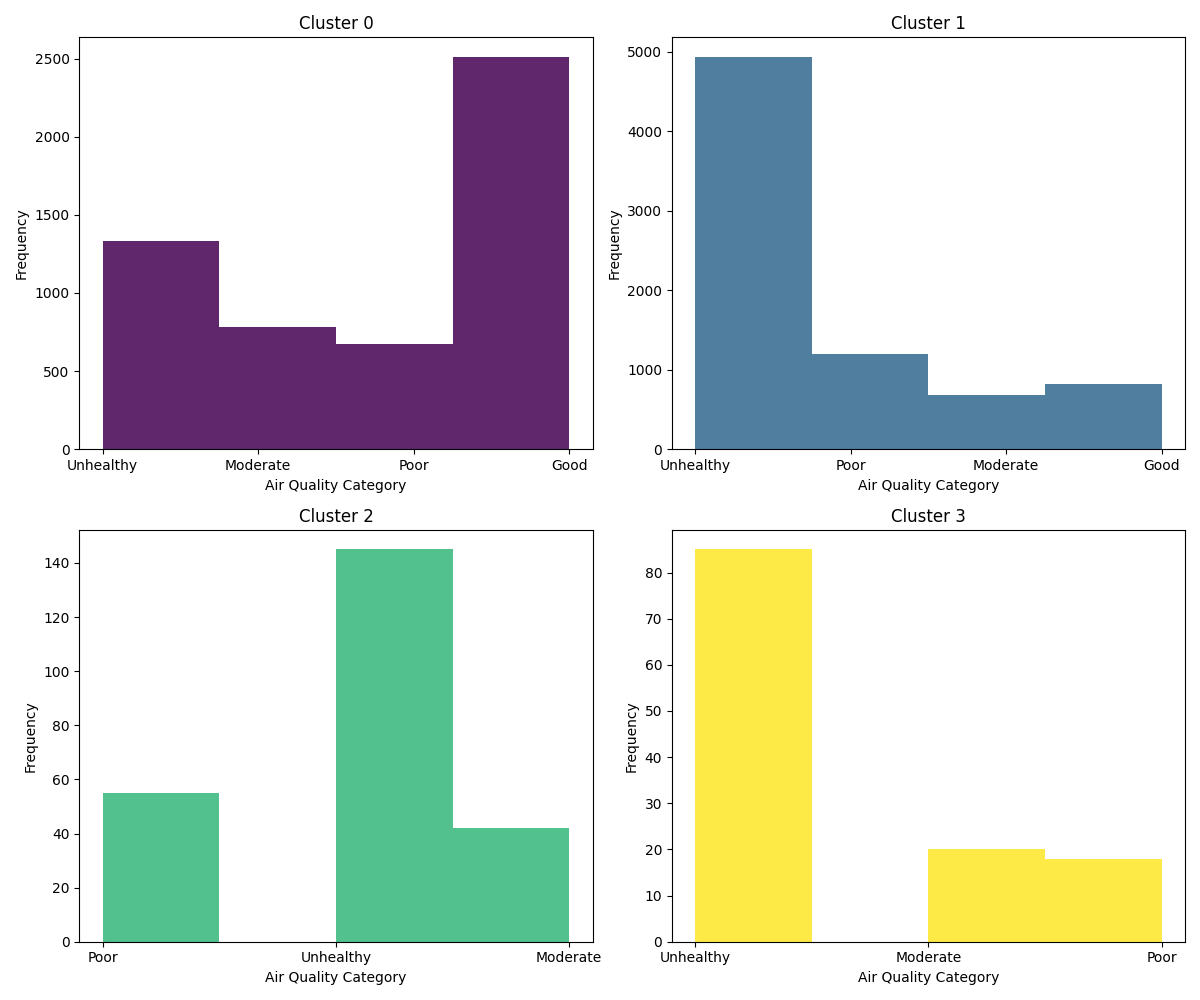 Cluster 0
2500
2000
1500
1000
500
0
Frequency
Unhealthy Moderate Poor Good
Air Quality Category
Cluster 1
5000
4000
3000
2000
1000
0
Frequency
Unhealthy Poor Moderate Good
Air Quality Category
Cluster 2
140
120
100
80
60
40
20
0
Frequency
Poor Unhealthy Moderate
Air Quality Category
Cluster 3
80
70
60
50
40
30
20
10
0
Frequency
Unhealthy Moderate Poor
Air Quality Category